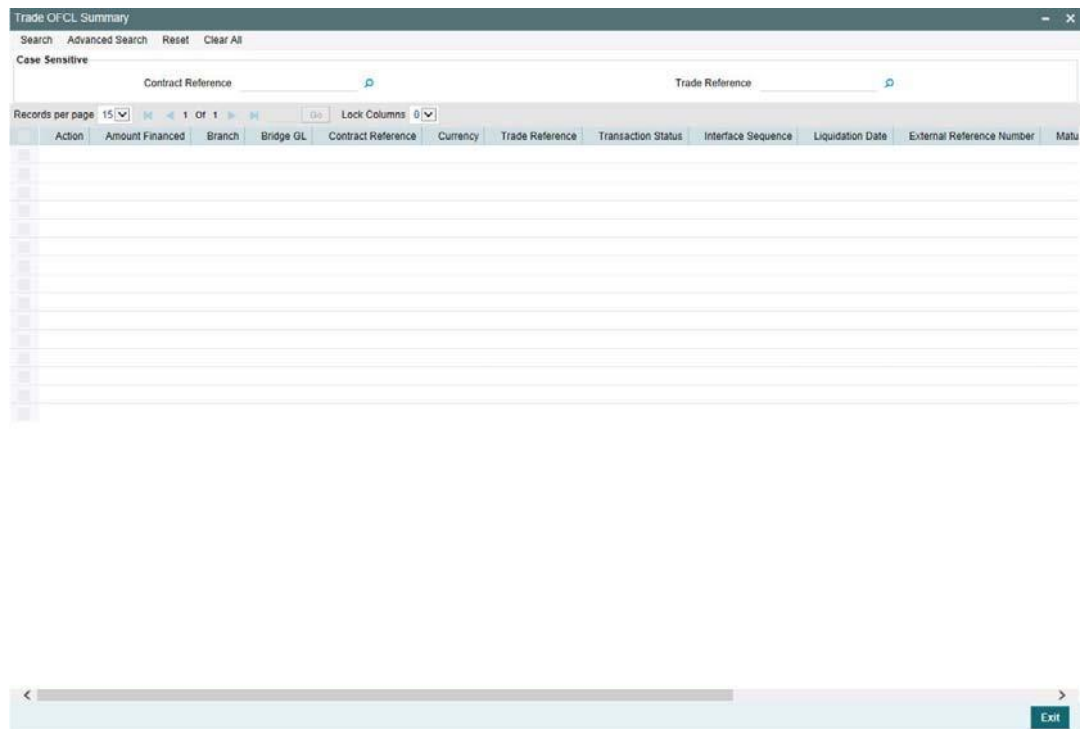 Trade OFCL Summary
Search Advanced Search Reset Clear All
Case Sensitive
Contract Reference Trade Reference
Records per page 15 1 Of 1 Go Lock Columns 0
Action Amount Financed Branch Bridge GL Contract Reference Currency Trade Reference Transaction Status Interface Sequence Liquidation Date External Reference Number Matu
Exit